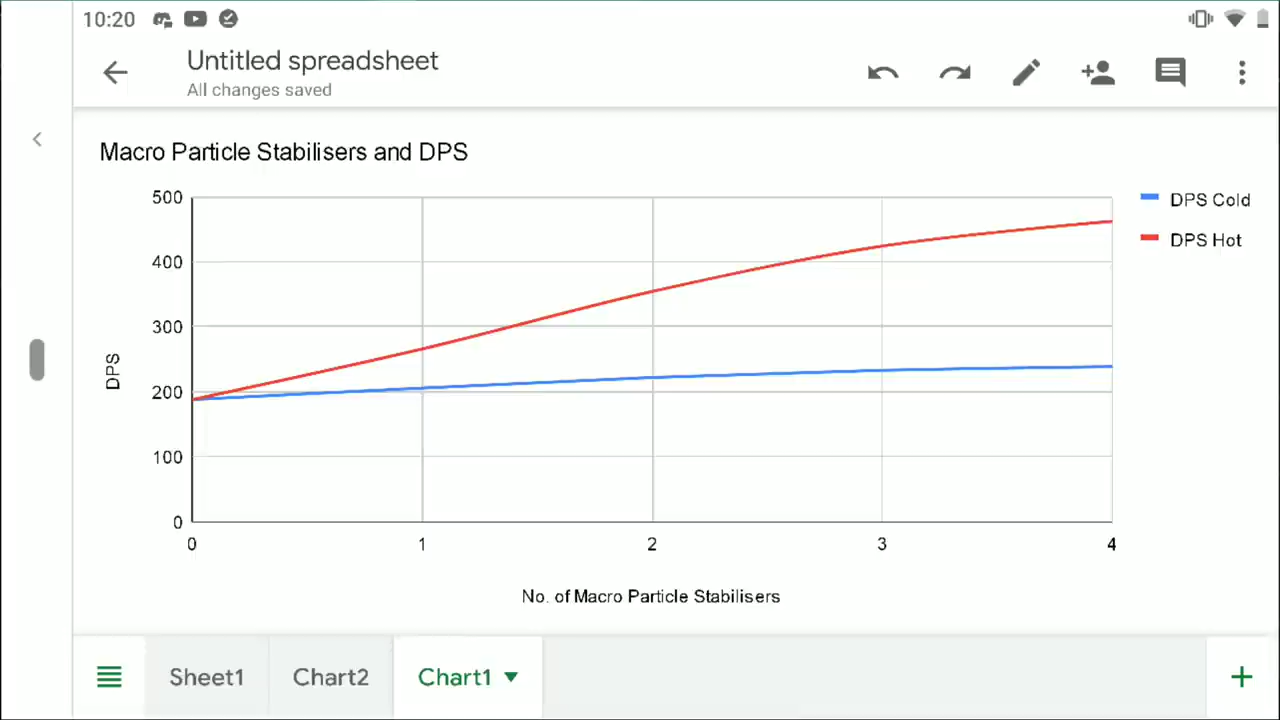 10:20
Untitled spreadsheet
All changes saved
Macro Particle Stabilisers and DPS
500
400
300
200
100
0
DPS
0 1 2 3 4
No. of Macro Particle Stabilisers
DPS Cold
DPS Hot
Sheet1 Chart2 Chart1